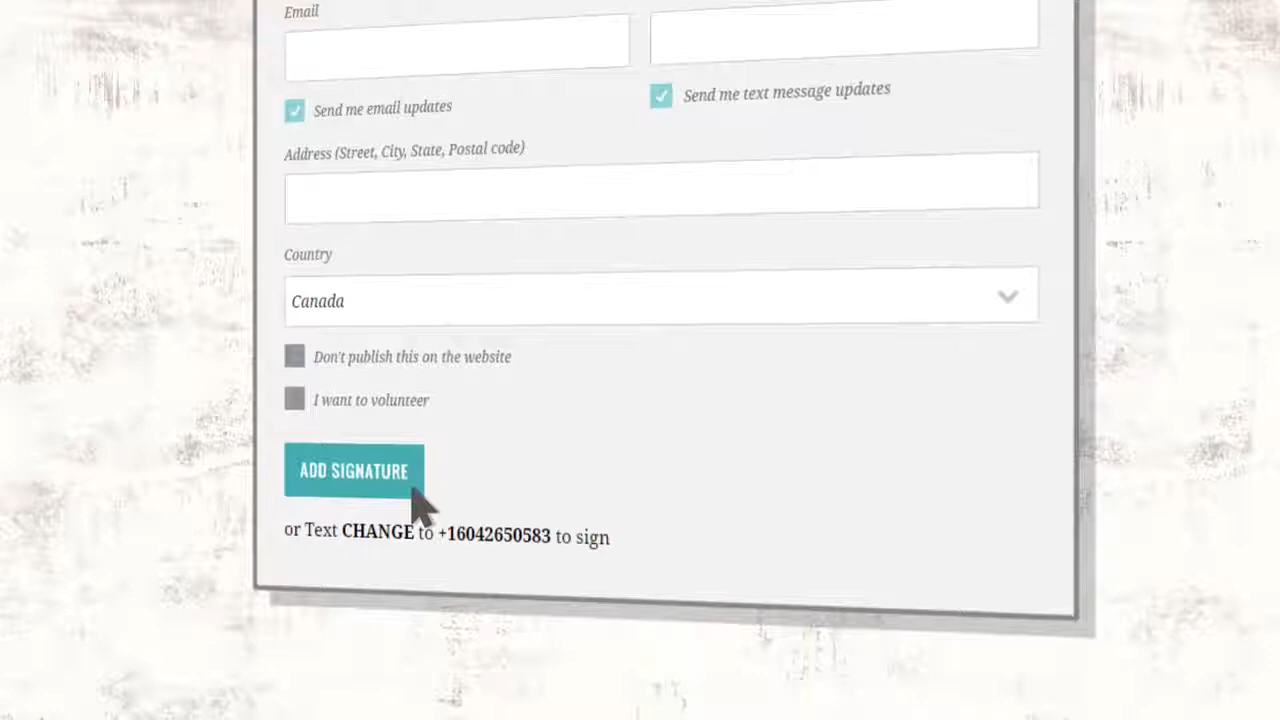 Email
Send me email updates
Send me text message updates
Address (Street, City, State, Postal code)
Country
Canada
Don't publish this on the website
I want to volunteer
ADD SIGNATURE
or Text CHANGE to +16042650583 to sign